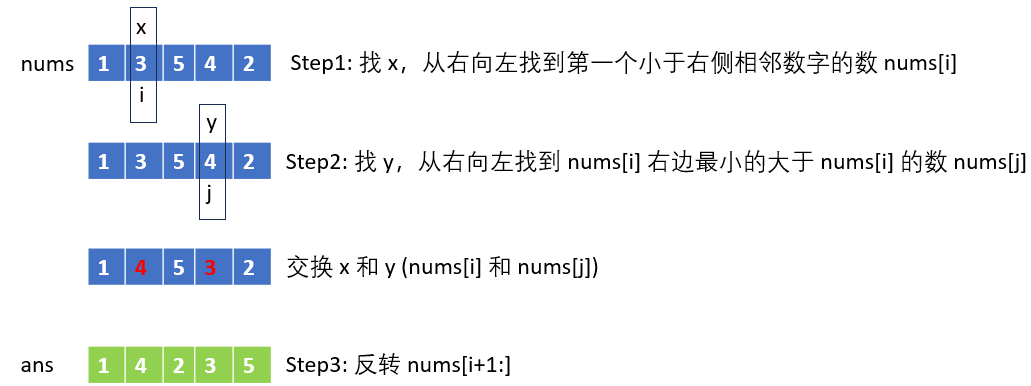 x
nums 1 3 5 4 2 Step1: 找 x，从右向左找到第一个小于右侧相邻数字的数 nums[i]
i
y
1 3 5 4 2 Step2: 找 y，从右向左找到 nums[i] 右边最小的大于 nums[i] 的数 nums[j]
j
1 4 5 3 2 交换 x 和 y (nums[i] 和 nums[j])
ans 1 4 2 3 5 Step3: 反转 nums[i+1:]